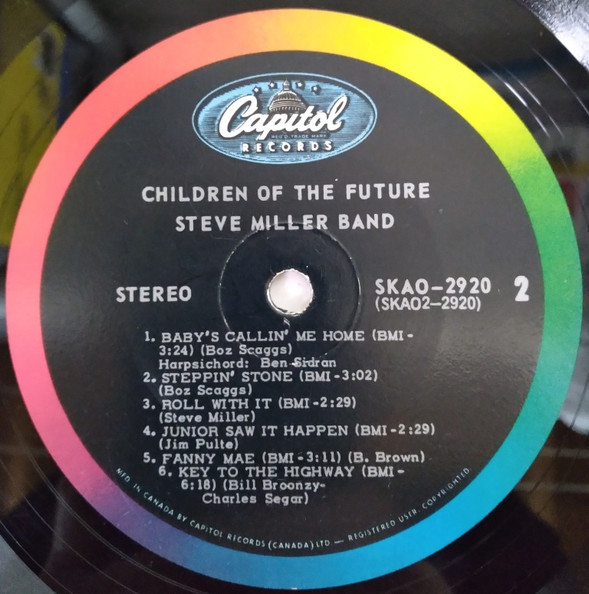 Capitol
REG'D. TRADE MARK
RECORDS
CHILDREN OF THE FUTURE
STEVE MILLER BAND
STEREO
SKAO-2920 2
(SKAO2-2920)
1. BABY'S CALLIN' ME HOME (BMI-
3:24) (Boz Scaggs)
Harpsichord: Ben Sidran
2. STEPPIN' STONE (BMI-3:02)
(Boz Scaggs)
3. ROLL WITH IT (BMI-2:29)
(Steve Miller)
4. JUNIOR SAW IT HAPPEN (BMI-2:29)
(Jim Pulte)
5. FANNY MAE (BMI-3:11) (B. Brown)
6. KEY TO THE HIGHWAY (BMI-
6:18) (Bill Broonzy-
Charles Segar)
MFD. IN CANADA BY CAPITOL RECORDS (CANADA) LTD. — REGISTERED USER. COPYRIGHTED.